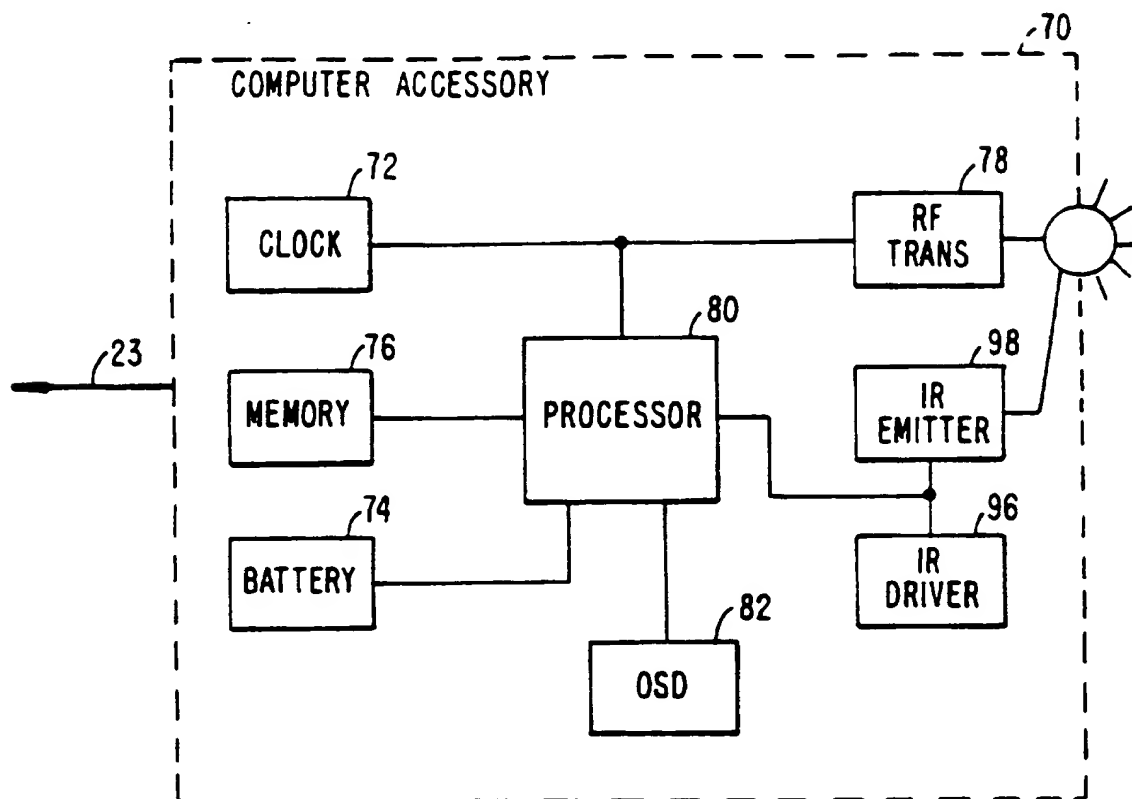 70
COMPUTER ACCESSORY
72
CLOCK
78
RF
TRANS
23
76
MEMORY
80
PROCESSOR
98
IR
EMITTER
74
BATTERY
96
IR
DRIVER
82
OSD